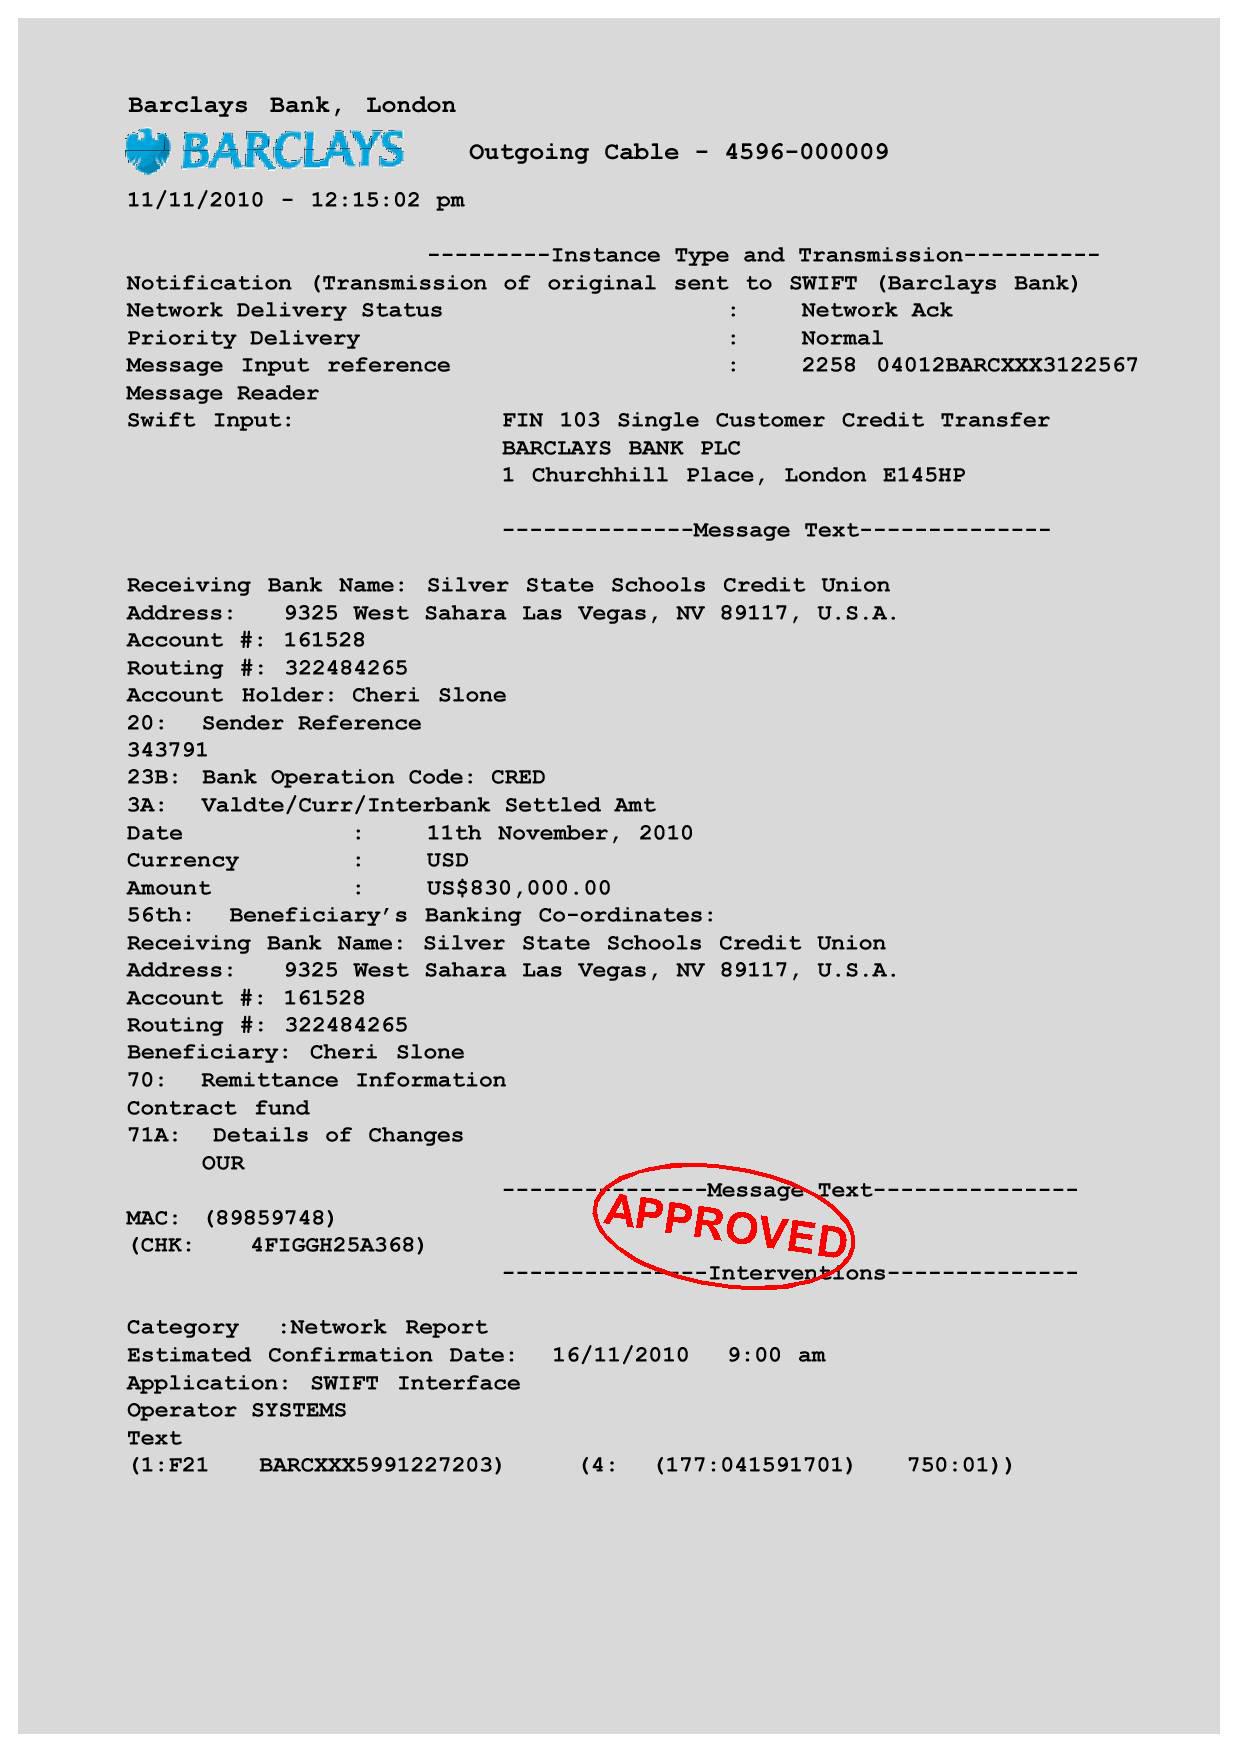 Barclays Bank, London
BARCLAYS Outgoing Cable - 4596-000009
11/11/2010 - 12:15:02 pm
---------Instance Type and Transmission----------
Notification (Transmission of original sent to SWIFT (Barclays Bank)
Network Delivery Status : Network Ack
Priority Delivery : Normal
Message Input reference : 2258 04012BARCXXX3122567
Message Reader
Swift Input: FIN 103 Single Customer Credit Transfer
BARCLAYS BANK PLC
1 Churchhill Place, London E145HP
--------------Message Text--------------
Receiving Bank Name: Silver State Schools Credit Union
Address: 9325 West Sahara Las Vegas, NV 89117, U.S.A.
Account #: 161528
Routing #: 322484265
Account Holder: Cheri Slone
20: Sender Reference
343791
23B: Bank Operation Code: CRED
3A: Valdte/Curr/Interbank Settled Amt
Date : 11th November, 2010
Currency : USD
Amount : US$830,000.00
56th: Beneficiary’s Banking Co-ordinates:
Receiving Bank Name: Silver State Schools Credit Union
Address: 9325 West Sahara Las Vegas, NV 89117, U.S.A.
Account #: 161528
Routing #: 322484265
Beneficiary: Cheri Slone
70: Remittance Information
Contract fund
71A: Details of Changes
OUR
---------------Message Text---------------
MAC: (89859748)
APPROVED
(CHK: 4FIGGH25A368)
---------------Interventions--------------
Category :Network Report
Estimated Confirmation Date: 16/11/2010 9:00 am
Application: SWIFT Interface
Operator SYSTEMS
Text
(1:F21 BARCXXX5991227203) (4: (177:041591701) 750:01))